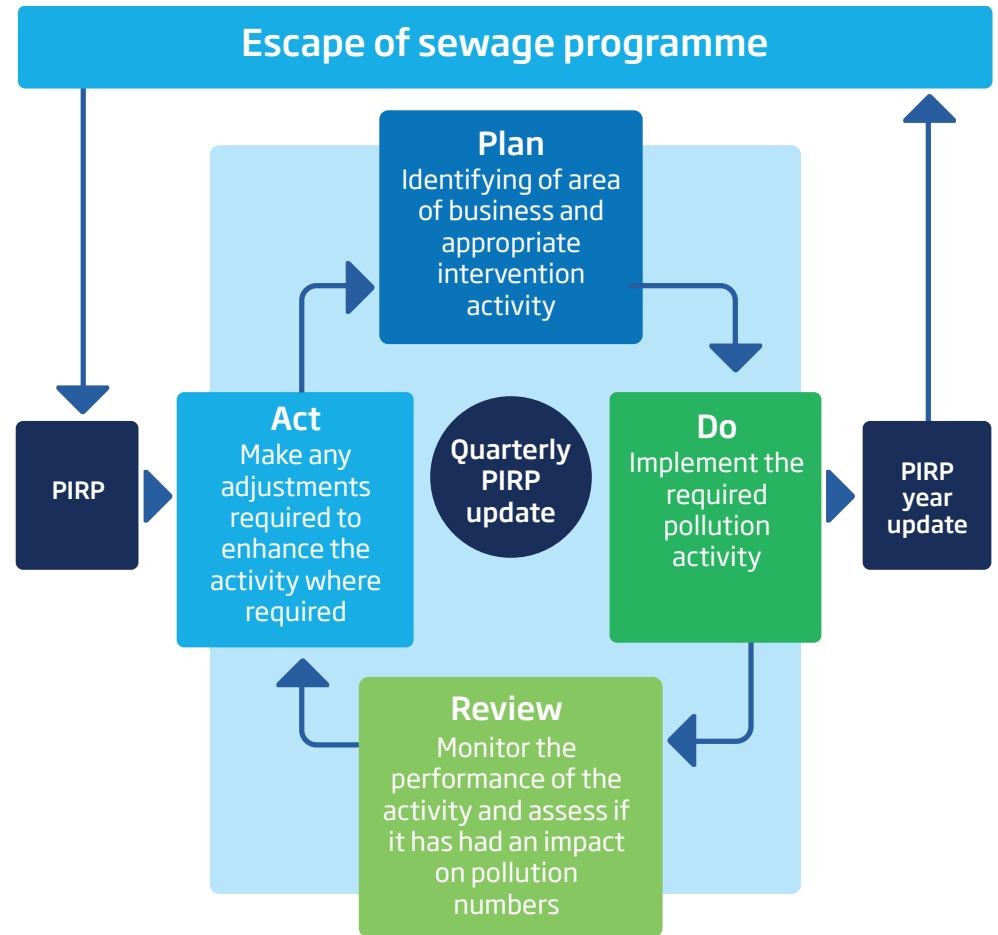 Escape of sewage programme
Plan
Identifying of area
of business and
appropriate
intervention
activity
PIRP
Act
Make any
adjustments
required to
enhance the
activity where
required
Quarterly
PIRP
update
Do
Implement the
required
pollution
activity
PIRP
year
update
Review
Monitor the
performance of the
activity and assess if
it has had an impact
on pollution
numbers